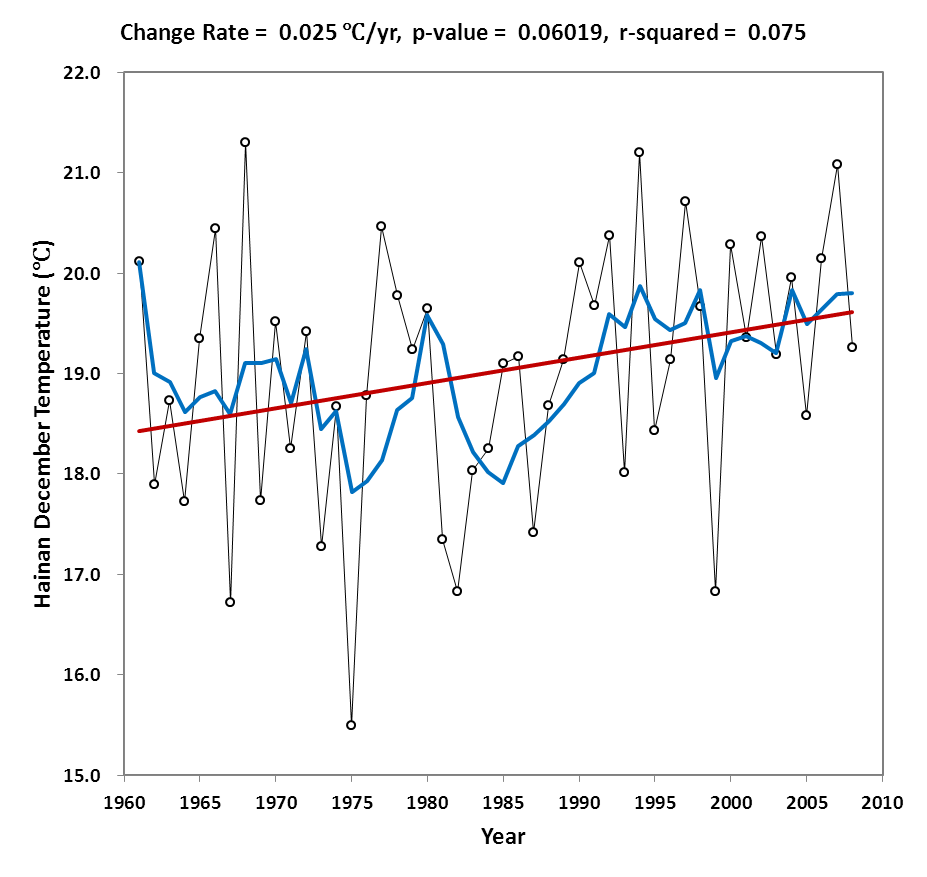 Change Rate = 0.025 ℃/yr, p-value = 0.06019, r-squared = 0.075
Hainan December Temperature (℃)
22.0
21.0
20.0
19.0
18.0
17.0
16.0
15.0
1960 1965 1970 1975 1980 1985 1990 1995 2000 2005 2010
Year